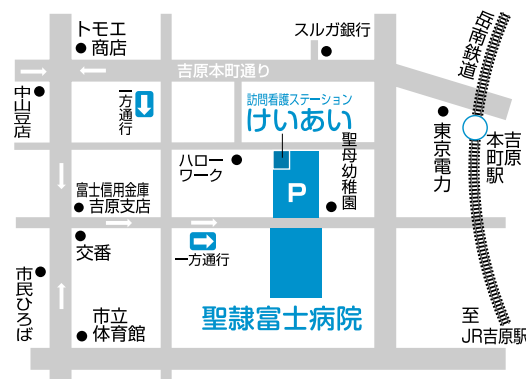 トモエ
商店
スルガ銀行
岳南鉄道
吉原本町通り
中山豆店
一方
通行
訪問看護ステーション
けいあい
東京電力
吉原
本町駅
ハロー
ワーク
聖母幼稚園
P
富士信用金庫
吉原支店
交番
一方通行
市民ひろば
市立
体育館
聖隷富士病院
至
JR吉原駅